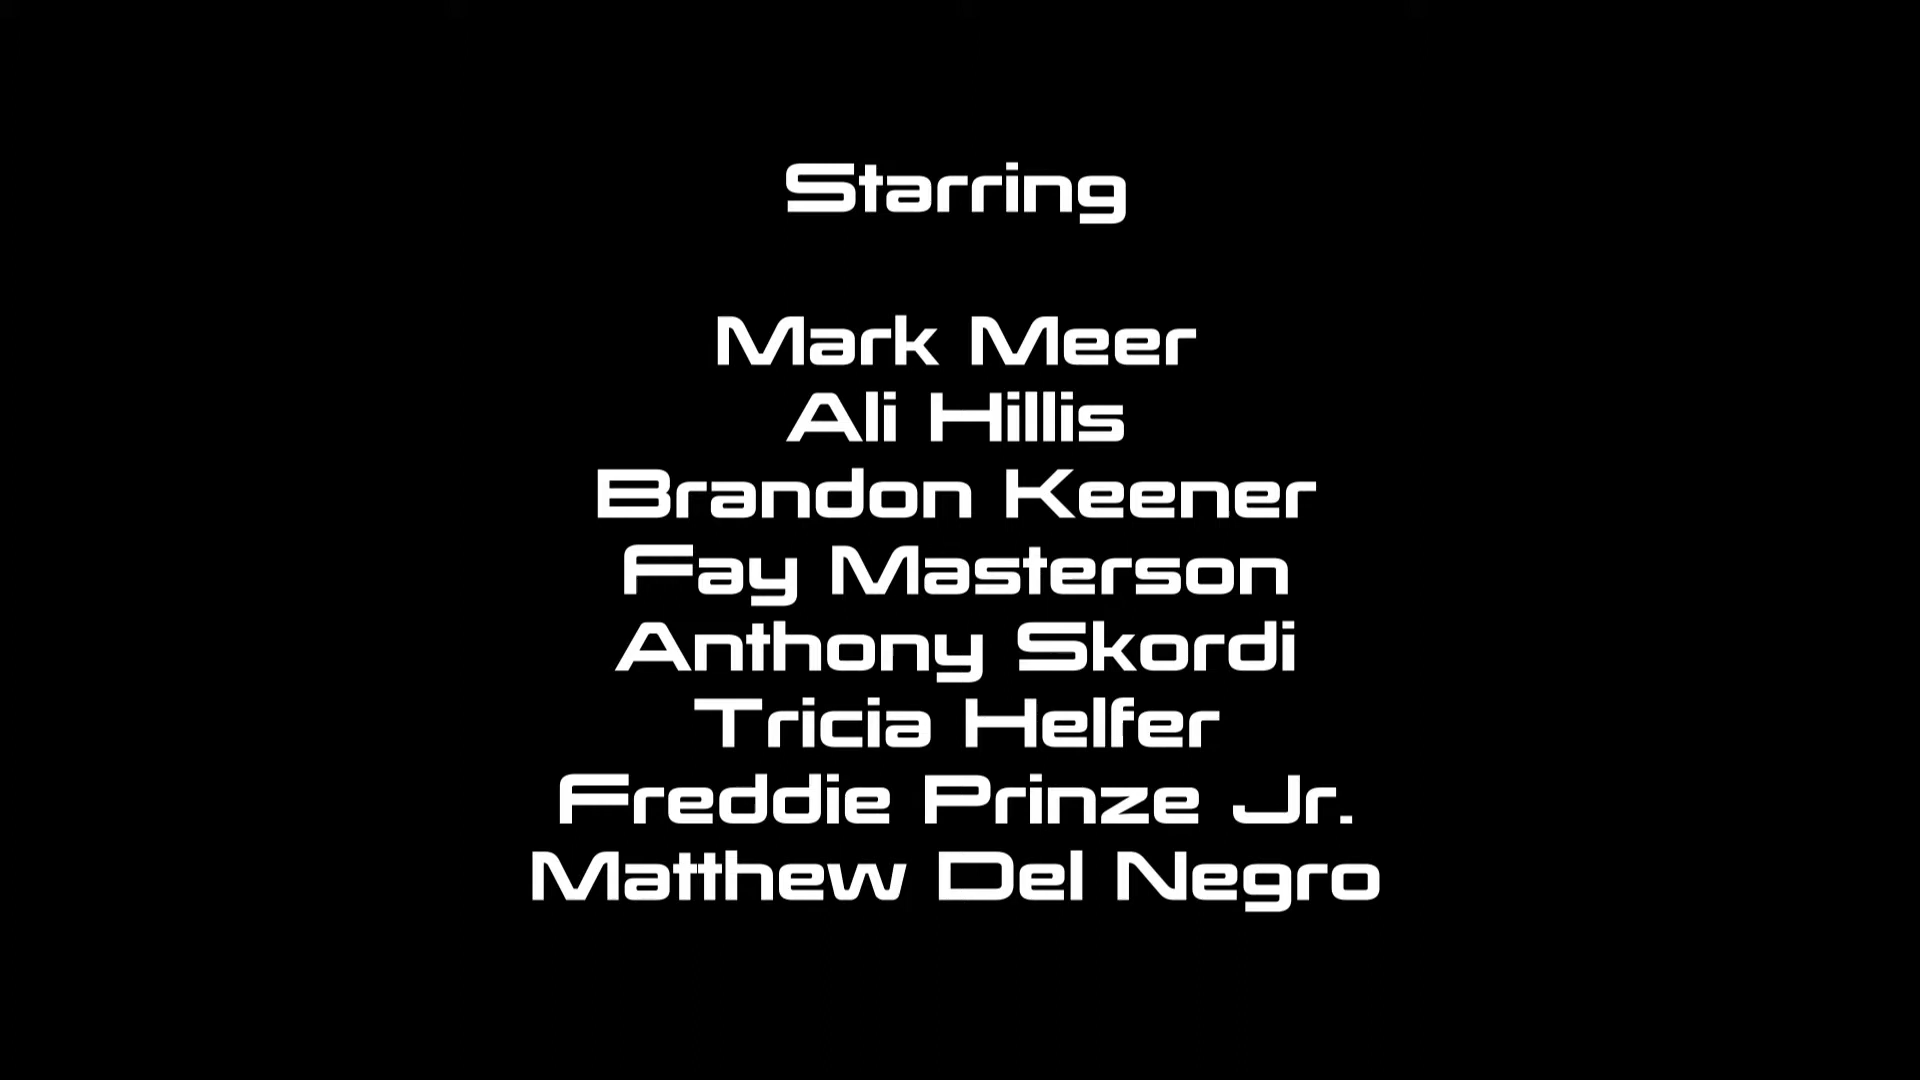 Starring
Mark Meer
Ali Hillis
Brandon Keener
Fay Masterson
Anthony Skordi
Tricia Helfer
Freddie Prinze Jr.
Matthew Del Negro